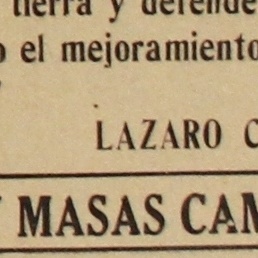 tierra y defende
o el mejoramiento
LAZARO C
Y MASAS CAM